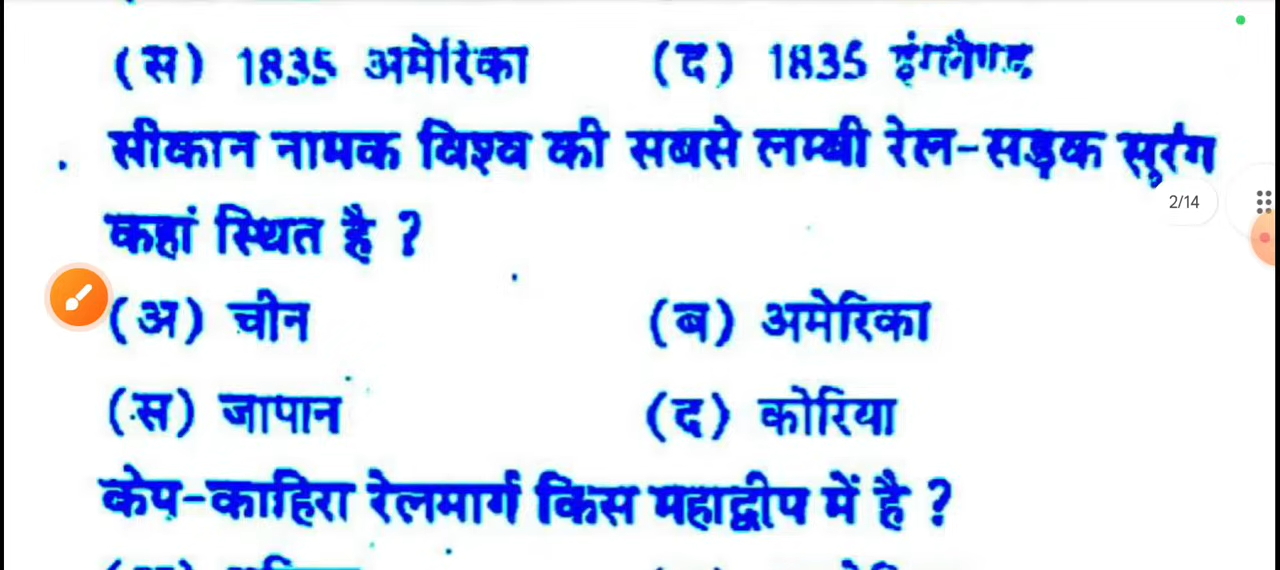 (स) 1835 अमेरिका (द) 1835 इंग्लैण्ड
. सीकान नामक विश्व की सबसे लम्बी रेल-सड़क सुरंग
2/14
कहां स्थित है ?
(अ) चीन (ब) अमेरिका
(स) जापान (द) कोरिया
केप-काहिरा रेलमार्ग किस महाद्वीप में है ?